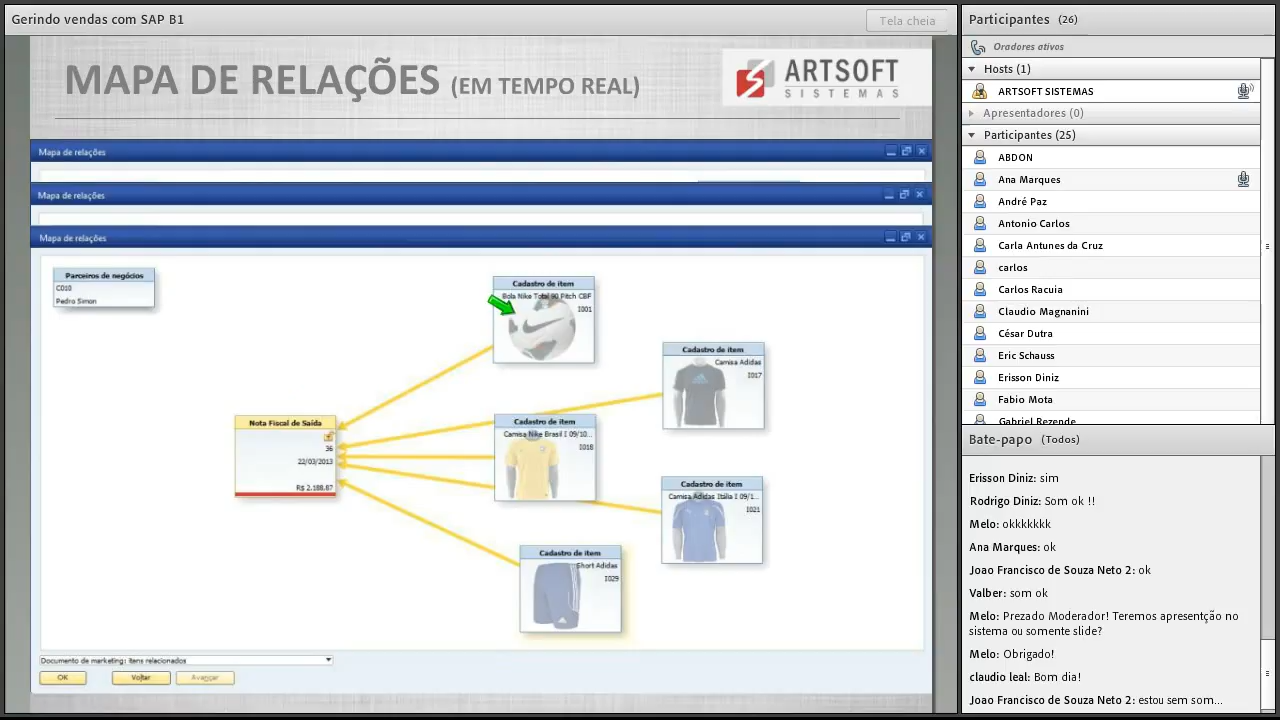 Gerindo vendas com SAP B1
Tela cheia
MAPA DE RELAÇÕES (EM TEMPO REAL)
ARTSOFT
SISTEMAS
Mapa de relações
Mapa de relações
Mapa de relações
Parceiros de negócios
C010
Pedro Simon
Cadastro de item
Bola Nike Total 90 Pitch CBF
I001
Cadastro de item
Camisa Adidas
I017
Nota Fiscal de Saída
36
22/03/2013
R$ 2.188,87
Cadastro de item
Camisa Nike Brasil I 09/10...
I018
Cadastro de item
Camisa Adidas Itália I 09/1...
I021
Cadastro de item
Short Adidas
I029
Documento de marketing: itens relacionados
OK
Voltar
Avançar
Participantes (26)
Oradores ativos
Hosts (1)
ARTSOFT SISTEMAS
Apresentadores (0)
Participantes (25)
ABDON
Ana Marques
André Paz
Antonio Carlos
Carla Antunes da Cruz
carlos
Carlos Racuia
Claudio Magnanini
César Dutra
Eric Schauss
Erisson Diniz
Fabio Mota
Gabriel Rezende
Bate-papo (Todos)
Erisson Diniz: sim
Rodrigo Diniz: Som ok !!
Melo: okkkkkkk
Ana Marques: ok
Joao Francisco de Souza Neto 2: ok
Valber: som ok
Melo: Prezado Moderador! Teremos apresentção no
sistema ou somente slide?
Melo: Obrigado!
claudio leal: Bom dia!
Joao Francisco de Souza Neto 2: estou sem som...